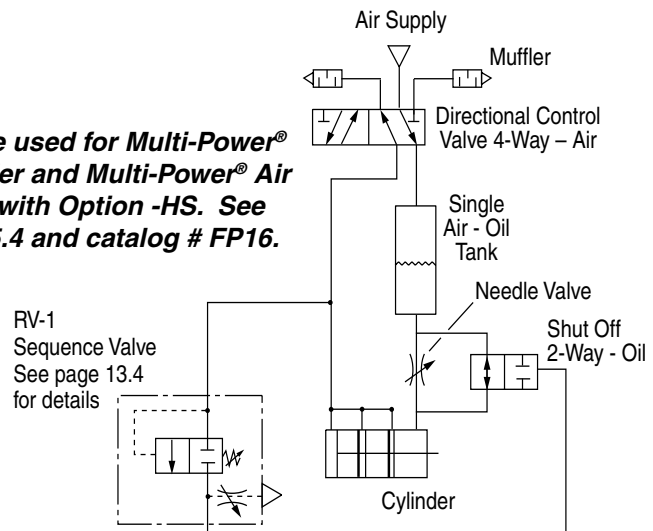 Air Supply
Muffler
Directional Control
Valve 4-Way – Air
e used for Multi-Power®
er and Multi-Power® Air
with Option -HS. See
5.4 and catalog # FP16.
Single
Air - Oil
Tank
Needle Valve
RV-1
Sequence Valve
See page 13.4
for details
Shut Off
2-Way - Oil
Cylinder